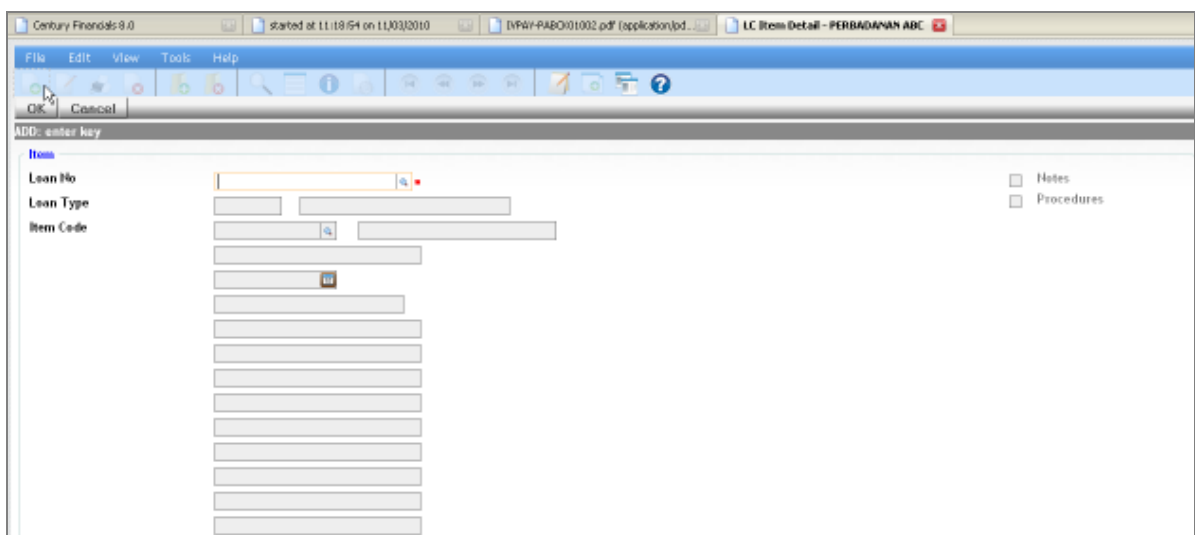 Century Financials 8.0
started at 11:18:54 on 11/03/2010
IVPAY-PABC\01002.pdf (application/pd...
LC Item Detail - PERBADANAN ABC
File Edit View Tools Help
OK Cancel
ADD: enter key
Item
Loan No
Notes
Loan Type
Procedures
Item Code